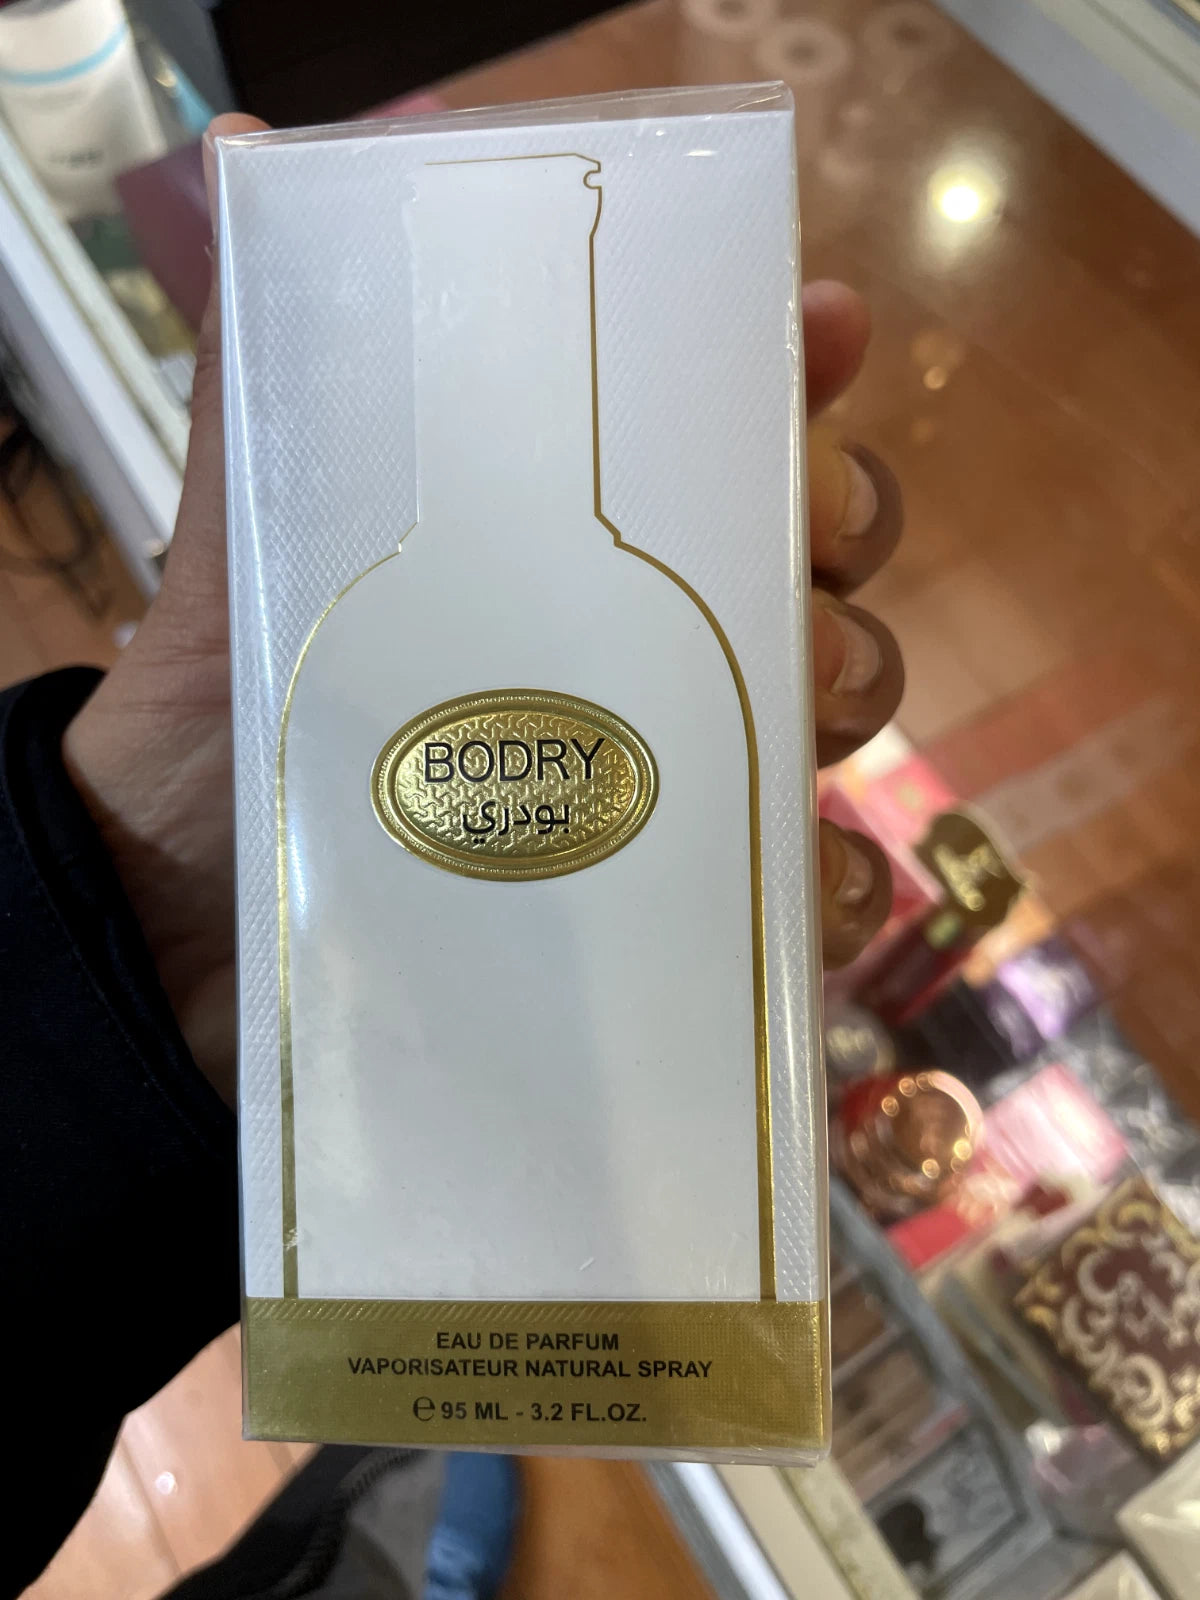 BODRY
بودري
EAU DE PARFUM
VAPORISATEUR NATURAL SPRAY
℮ 95 ML - 3.2 FL.OZ.